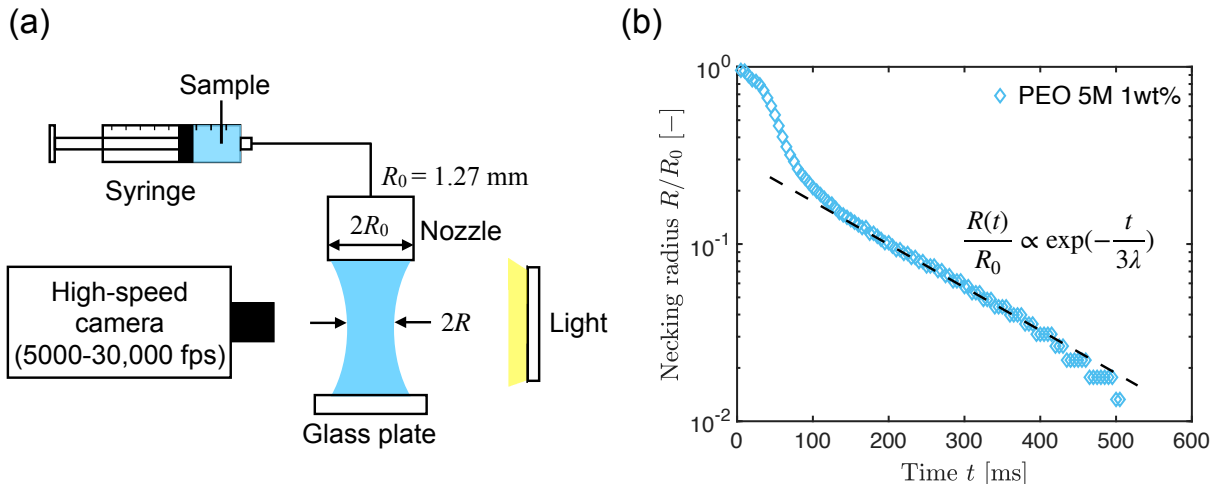 (a)
Sample
Syringe
R₀ = 1.27 mm
2R₀
Nozzle
High-speed
camera
(5000-30,000 fps)
2R
Light
Glass plate
(b)
Necking radius R/R₀ [−]
10⁰
10⁻¹
10⁻²
PEO 5M 1wt%
R(t)/R₀ ∝ exp(−t/3λ)
0 100 200 300 400 500 600
Time t [ms]